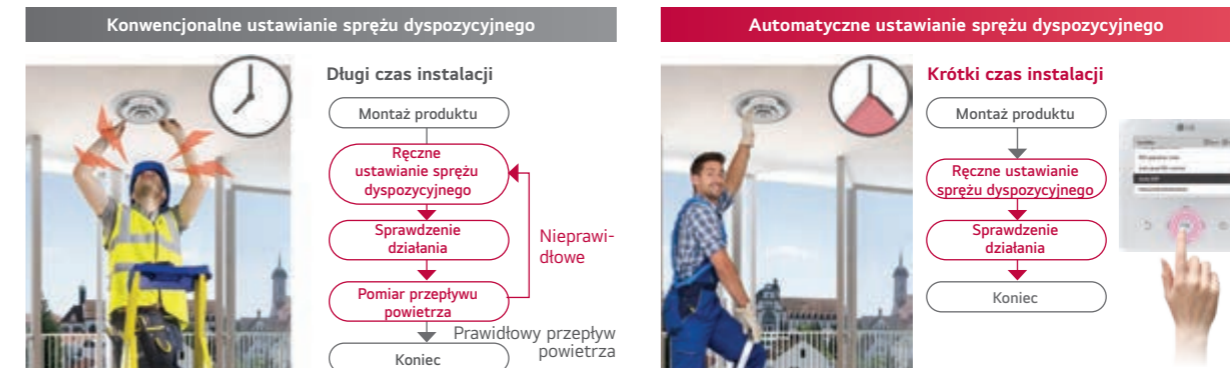 Konwencjonalne ustawianie sprężu dyspozycyjnego
Długi czas instalacji
Montaż produktu
Ręczne
ustawianie sprężu
dyspozycyjnego
Sprawdzenie
działania
Pomiar przepływu
powietrza
Nieprawi-
dłowe
Prawidłowy przepływ
powietrza
Koniec
Automatyczne ustawianie sprężu dyspozycyjnego
Krótki czas instalacji
Montaż produktu
Ręczne ustawianie
sprężu dyspozycyjnego
Sprawdzenie
działania
Koniec